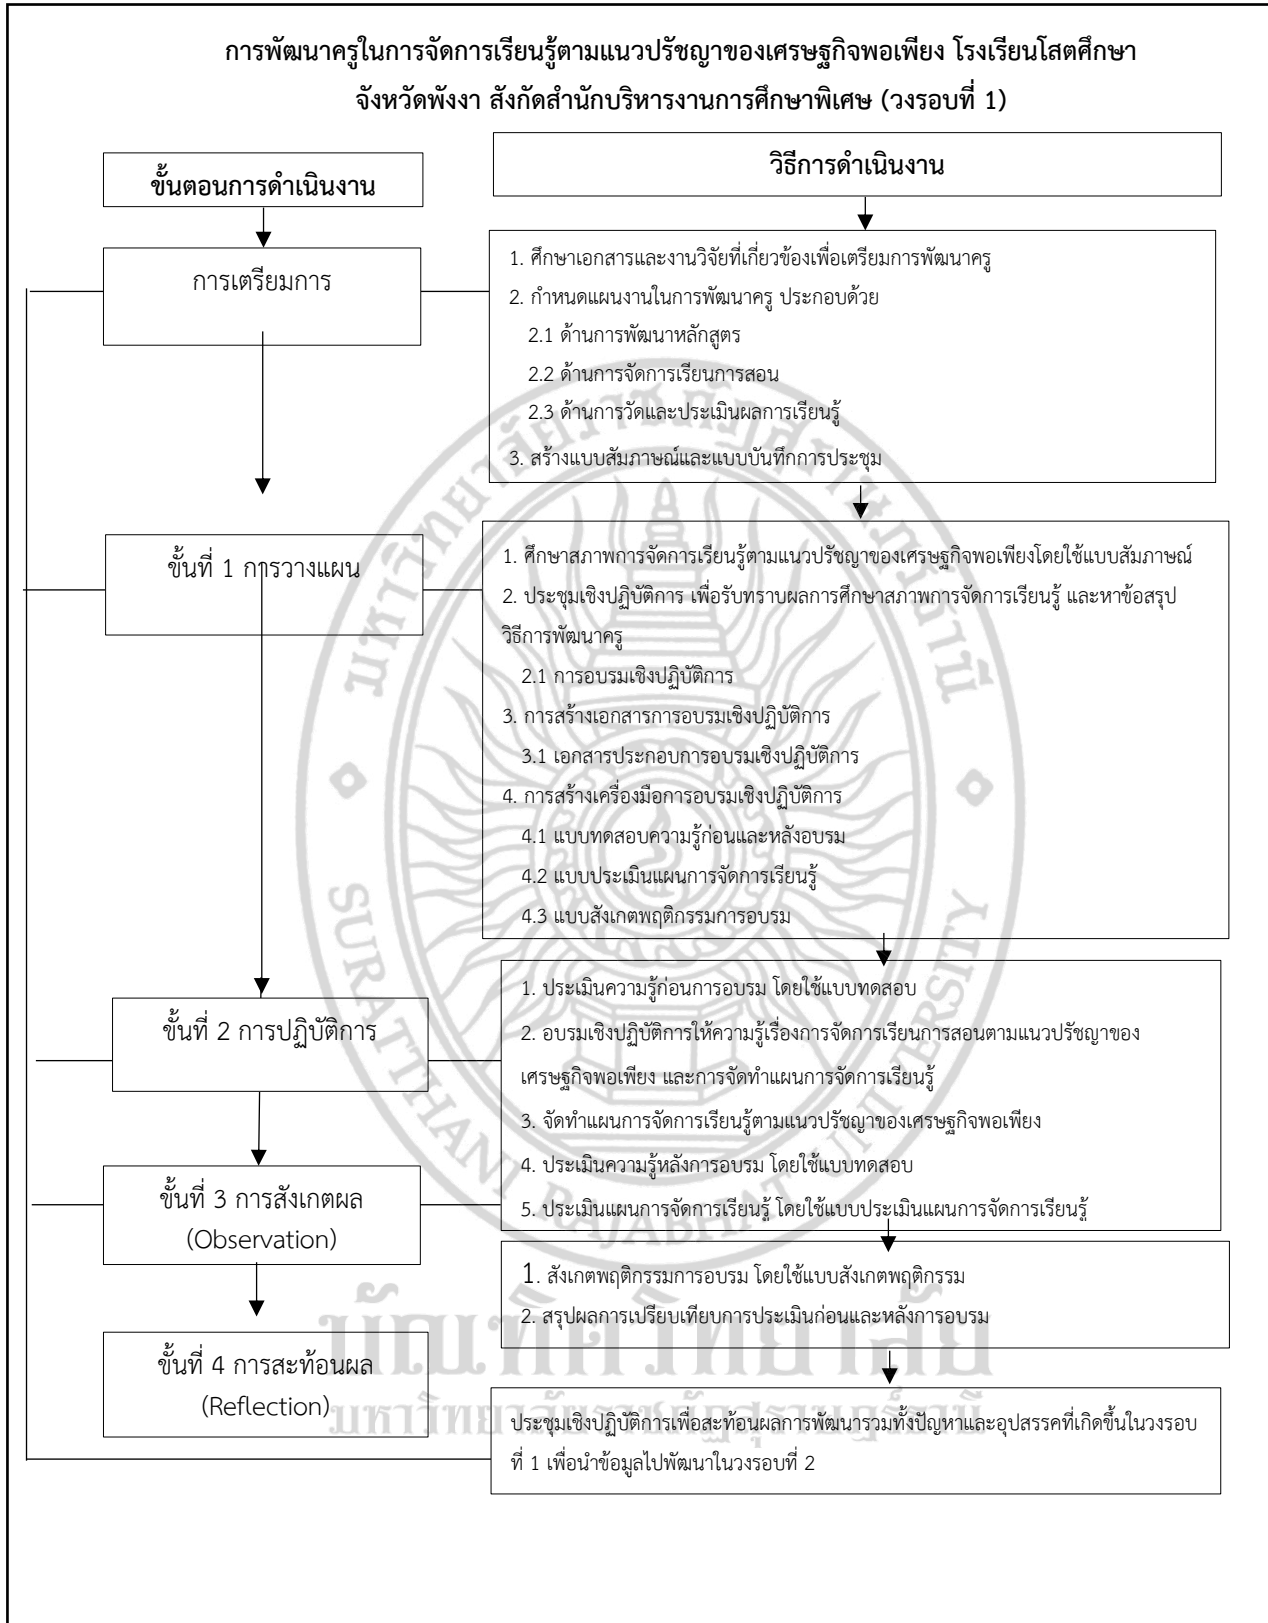 การพัฒนาครูในการจัดการเรียนรู้ตามแนวปรัชญาของเศรษฐกิจพอเพียง โรงเรียนโสตศึกษา
จังหวัดพังงา สังกัดสำนักบริหารงานการศึกษาพิเศษ (วงรอบที่ 1)
ขั้นตอนการดำเนินงาน
วิธีการดำเนินงาน
การเตรียมการ
1. ศึกษาเอกสารและงานวิจัยที่เกี่ยวข้องเพื่อเตรียมการพัฒนาครู
2. กำหนดแผนงานในการพัฒนาครู ประกอบด้วย
2.1 ด้านการพัฒนาหลักสูตร
2.2 ด้านการจัดการเรียนการสอน
2.3 ด้านการวัดและประเมินผลการเรียนรู้
3. สร้างแบบสัมภาษณ์และแบบบันทึกการประชุม
ขั้นที่ 1 การวางแผน
1. ศึกษาสภาพการจัดการเรียนรู้ตามแนวปรัชญาของเศรษฐกิจพอเพียงโดยใช้แบบสัมภาษณ์
2. ประชุมเชิงปฏิบัติการ เพื่อรับทราบผลการศึกษาสภาพการจัดการเรียนรู้ และหาข้อสรุป
วิธีการพัฒนาครู
2.1 การอบรมเชิงปฏิบัติการ
3. การสร้างเอกสารการอบรมเชิงปฏิบัติการ
3.1 เอกสารประกอบการอบรมเชิงปฏิบัติการ
4. การสร้างเครื่องมือการอบรมเชิงปฏิบัติการ
4.1 แบบทดสอบความรู้ก่อนและหลังอบรม
4.2 แบบประเมินแผนการจัดการเรียนรู้
4.3 แบบสังเกตพฤติกรรมการอบรม
ขั้นที่ 2 การปฏิบัติการ
1. ประเมินความรู้ก่อนการอบรม โดยใช้แบบทดสอบ
2. อบรมเชิงปฏิบัติการให้ความรู้เรื่องการจัดการเรียนการสอนตามแนวปรัชญาของ
เศรษฐกิจพอเพียง และการจัดทำแผนการจัดการเรียนรู้
3. จัดทำแผนการจัดการเรียนรู้ตามแนวปรัชญาของเศรษฐกิจพอเพียง
4. ประเมินความรู้หลังการอบรม โดยใช้แบบทดสอบ
5. ประเมินแผนการจัดการเรียนรู้ โดยใช้แบบประเมินแผนการจัดการเรียนรู้
ขั้นที่ 3 การสังเกตผล
(Observation)
1. สังเกตพฤติกรรมการอบรม โดยใช้แบบสังเกตพฤติกรรม
2. สรุปผลการเปรียบเทียบการประเมินก่อนและหลังการอบรม
ขั้นที่ 4 การสะท้อนผล
(Reflection)
ประชุมเชิงปฏิบัติการเพื่อสะท้อนผลการพัฒนารวมทั้งปัญหาและอุปสรรคที่เกิดขึ้นในวงรอบ
ที่ 1 เพื่อนำข้อมูลไปพัฒนาในวงรอบที่ 2
มหาวิทยาลัยราชภัฏสุราษฎร์ธานี
SURATTHANI RAJABHAT UNIVERSITY
บัณฑิตวิทยาลัย
มหาวิทยาลัยราชภัฏสุราษฎร์ธานี